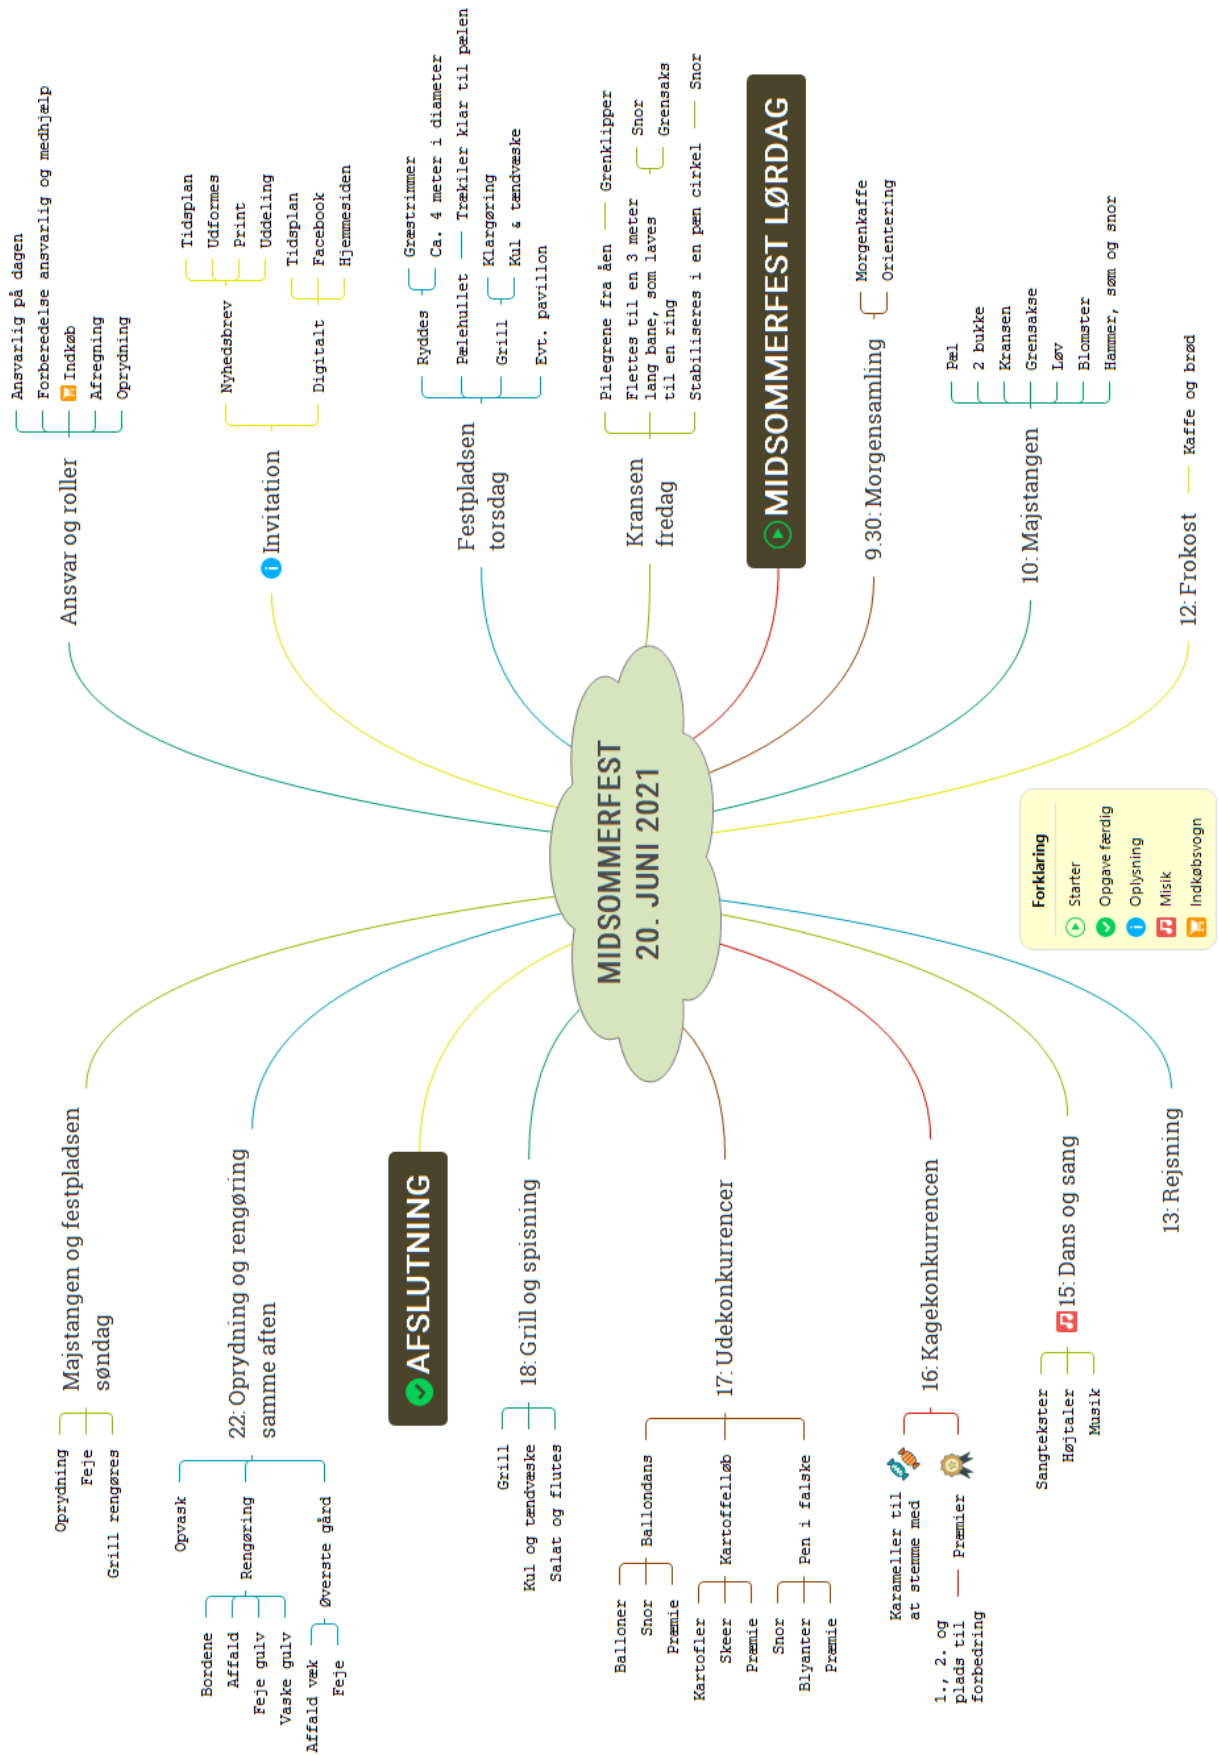 MIDSOMMERFEST
20. JUNI 2021
Ansvar og roller
Ansvarlig på dagen
Forberedelse ansvarlig og medhjælp
Indkøb
Afregning
Oprydning
Invitation
Nyhedsbrev
Tidsplan
Udformes
Print
Uddeling
Digitalt
Tidsplan
Facebook
Hjemmesiden
Festpladsen
torsdag
Ryddes
Græstrimmer
Ca. 4 meter i diameter
Pælehullet
Trækiler klar til pælen
Grill
Klargøring
Kul & tændvæske
Evt. pavillon
Kransen
fredag
Pilegrene fra åen
Grenklipper
Flettes til en 3 meter
lang bane, som laves
til en ring
Snor
Grensaks
Stabiliseres i en pæn cirkel
Snor
MIDSOMMERFEST LØRDAG
9.30: Morgensamling
Morgenkaffe
Orientering
10: Majstangen
Pæl
2 bukke
Kransen
Grensakse
Løv
Blomster
Hammer, søm og snor
12: Frokost
Kaffe og brød
13: Rejsning
15: Dans og sang
Sangtekster
Højtaler
Musik
16: Kagekonkurrencen
Karameller til
at stemme med
Præmier
1., 2. og
plads til
forbedring
17: Udekonkurrencer
Ballondans
Balloner
Snor
Præmie
Kartoffelløb
Kartofler
Skeer
Præmie
Pen i falske
Snor
Blyanter
Præmie
18: Grill og spisning
Grill
Kul og tændvæske
Salat og flutes
AFSLUTNING
22: Oprydning og rengøring
samme aften
Opvask
Rengøring
Bordene
Affald
Feje gulv
Vaske gulv
Øverste gård
Affald væk
Feje
Majstangen og festpladsen
søndag
Oprydning
Feje
Grill rengøres
Forklaring
Starter
Opgave færdig
Oplysning
Misik
Indkøbsvogn